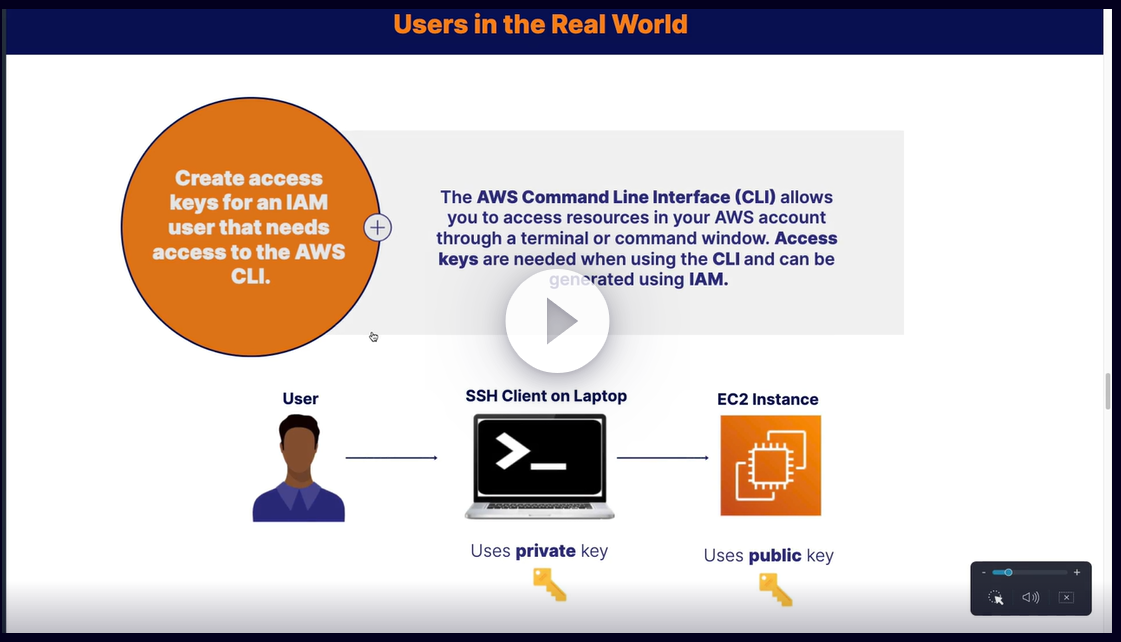 Users in the Real World
Create access
keys for an IAM
user that needs
access to the AWS
CLI.
The AWS Command Line Interface (CLI) allows
you to access resources in your AWS account
through a terminal or command window. Access
keys are needed when using the CLI and can be
generated using IAM.
User
SSH Client on Laptop
EC2 Instance
Uses private key
Uses public key